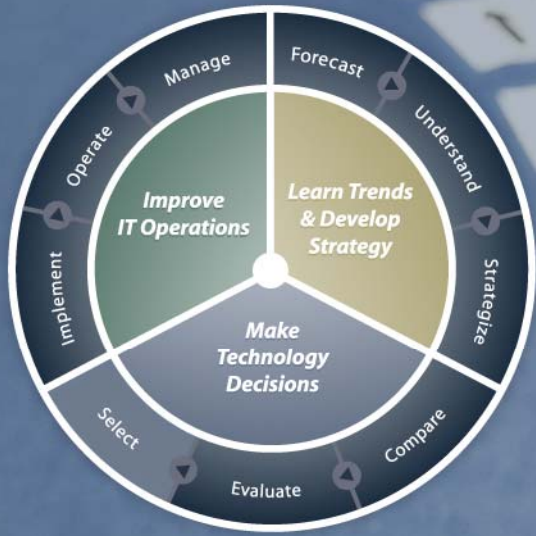 Forecast
Understand
Strategize
Compare
Evaluate
Select
Implement
Operate
Manage
Improve
IT Operations
Learn Trends
& Develop
Strategy
Make
Technology
Decisions